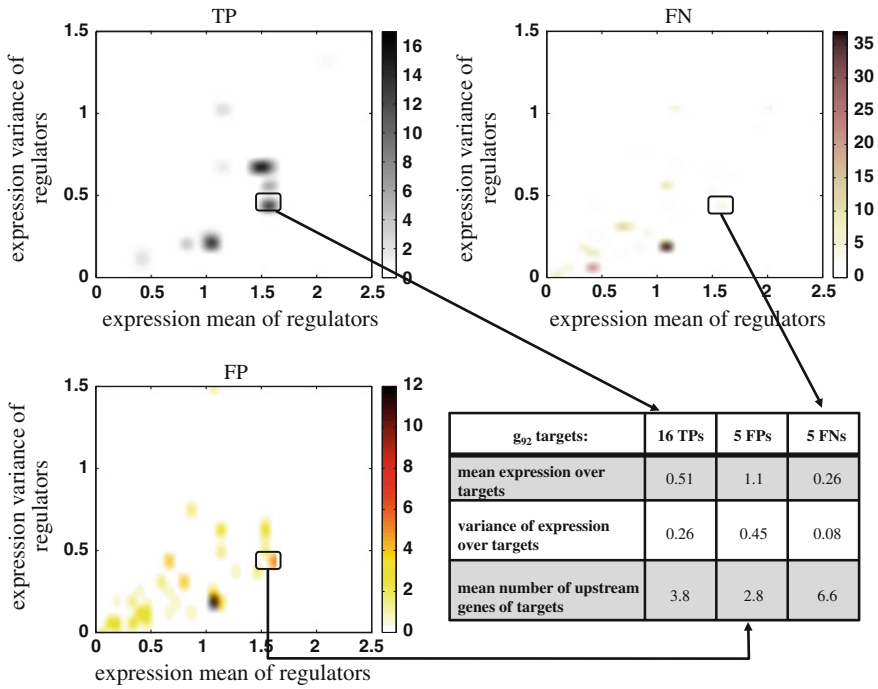 TP
1.5
1
0.5
0
0 0.5 1 1.5 2 2.5
expression variance of
regulators
expression mean of regulators
16
14
12
10
8
6
4
2
0
FN
1.5
1
0.5
0
0 0.5 1 1.5 2 2.5
expression variance of
regulators
expression mean of regulators
35
30
25
20
15
10
5
0
FP
1.5
1
0.5
0
0 0.5 1 1.5 2 2.5
expression variance of
regulators
expression mean of regulators
12
10
8
6
4
2
0
g92 targets: 16 TPs 5 FPs 5 FNs
mean expression over
targets 0.51 1.1 0.26
variance of expression
over targets 0.26 0.45 0.08
mean number of upstream
genes of targets 3.8 2.8 6.6